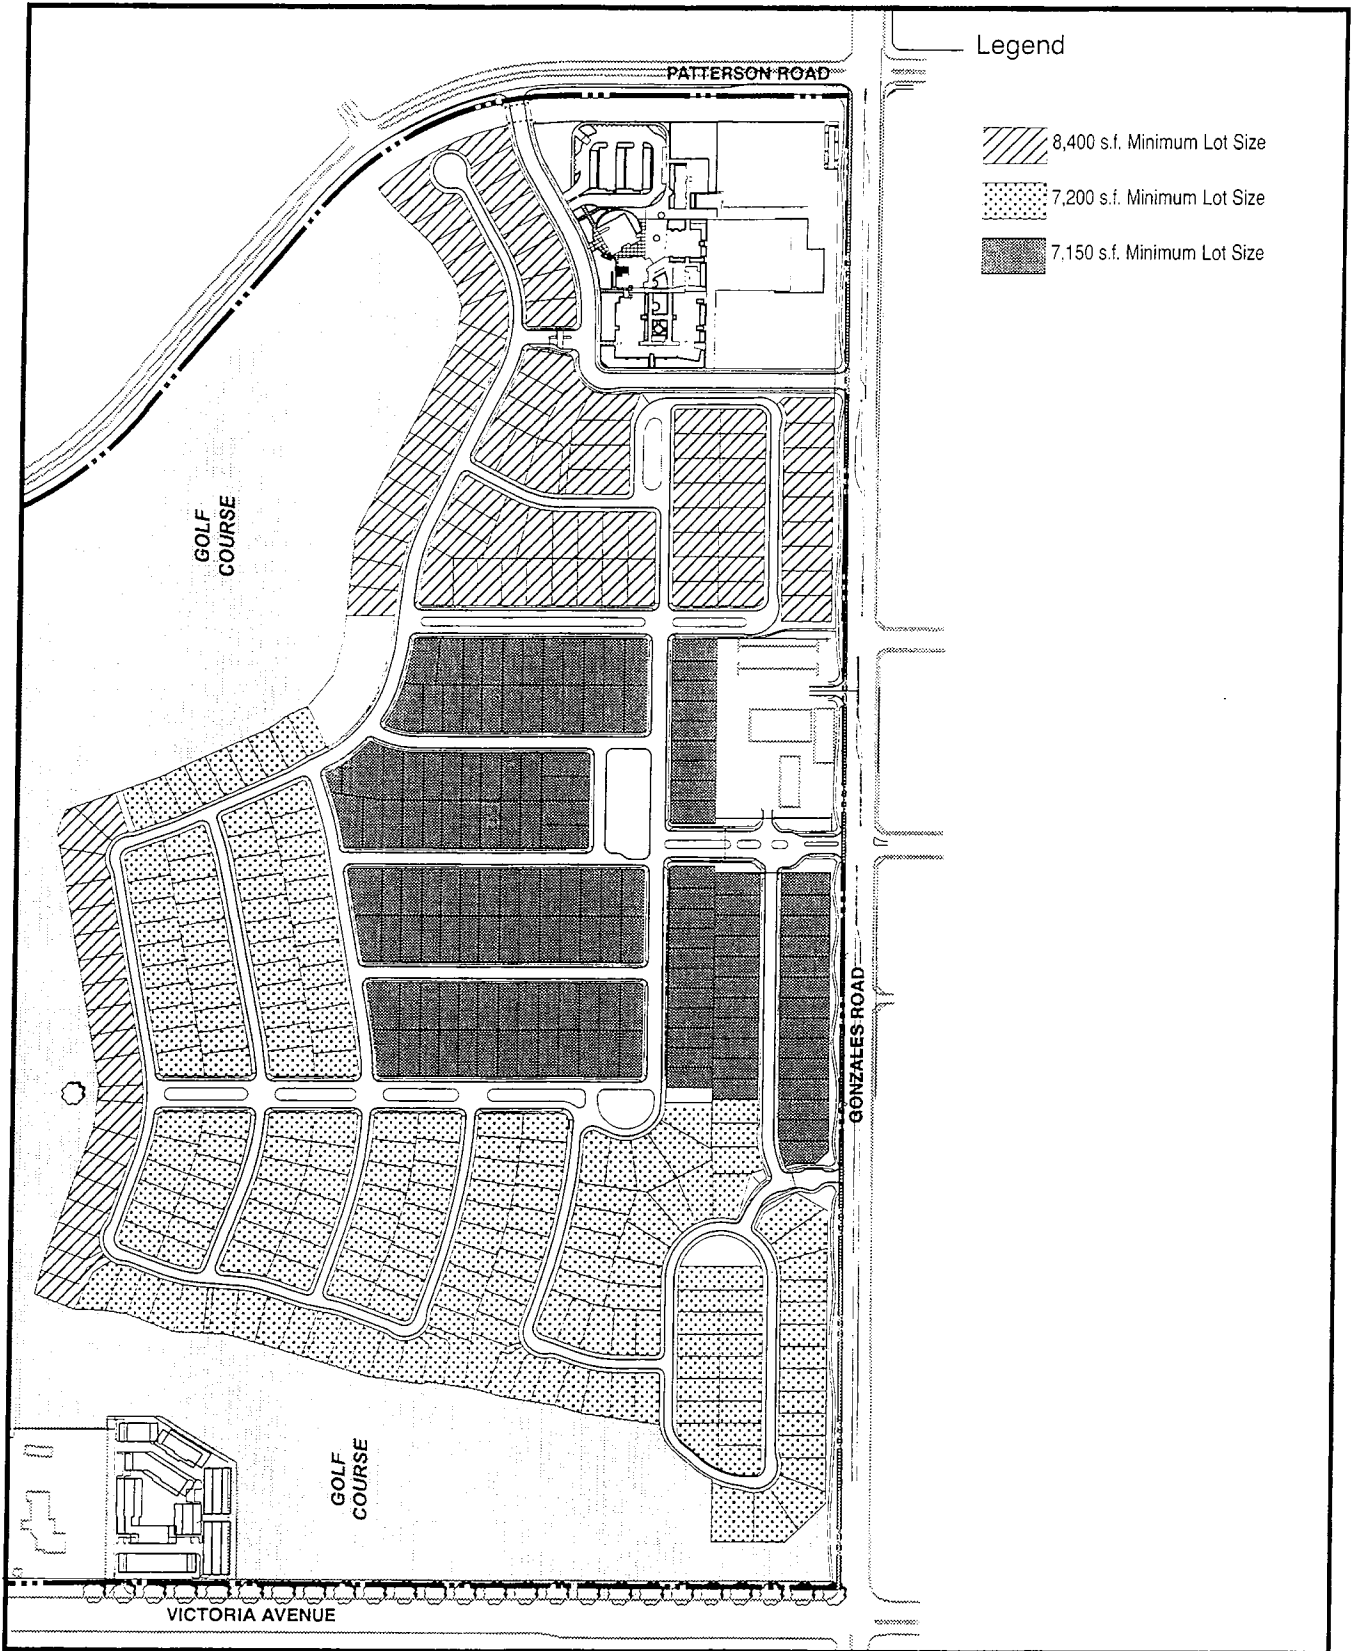 Legend
PATTERSON ROAD
8,400 s.f. Minimum Lot Size
7,200 s.f. Minimum Lot Size
7,150 s.f. Minimum Lot Size
GOLF
COURSE
GONZALES ROAD
GOLF
COURSE
VICTORIA AVENUE